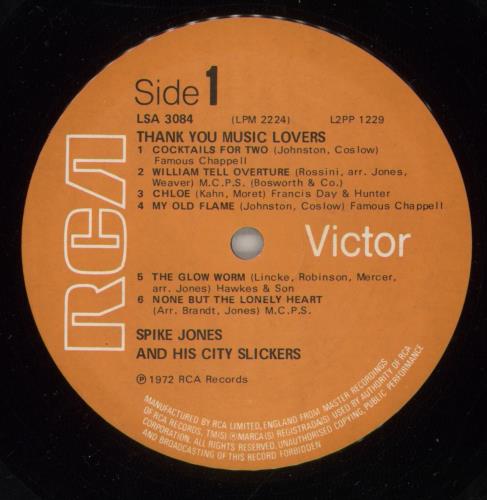 Side 1
LSA 3084 (LPM 2224) L2PP 1229
THANK YOU MUSIC LOVERS
1 COCKTAILS FOR TWO (Johnston, Coslow)
Famous Chappell
2 WILLIAM TELL OVERTURE (Rossini, arr. Jones,
Weaver) M.C.P.S. (Bosworth & Co.)
3 CHLOE (Kahn, Moret) Francis Day & Hunter
4 MY OLD FLAME (Johnston, Coslow) Famous Chappell
RCA
Victor
5 THE GLOW WORM (Lincke, Robinson, Mercer,
arr. Jones) Hawkes & Son
6 NONE BUT THE LONELY HEART
(Arr. Brandt, Jones) M.C.P.S.
SPIKE JONES
AND HIS CITY SLICKERS
℗ 1972 RCA Records
MANUFACTURED BY RCA LIMITED, ENGLAND FROM MASTER RECORDINGS
OF RCA RECORDS, TM(S) ® MARCA(S) REGISTRADA(S) USED BY AUTHORITY OF RCA
CORPORATION. ALL RIGHTS RESERVED. UNAUTHORISED COPYING, PUBLIC PERFORMANCE
AND BROADCASTING OF THIS RECORD FORBIDDEN